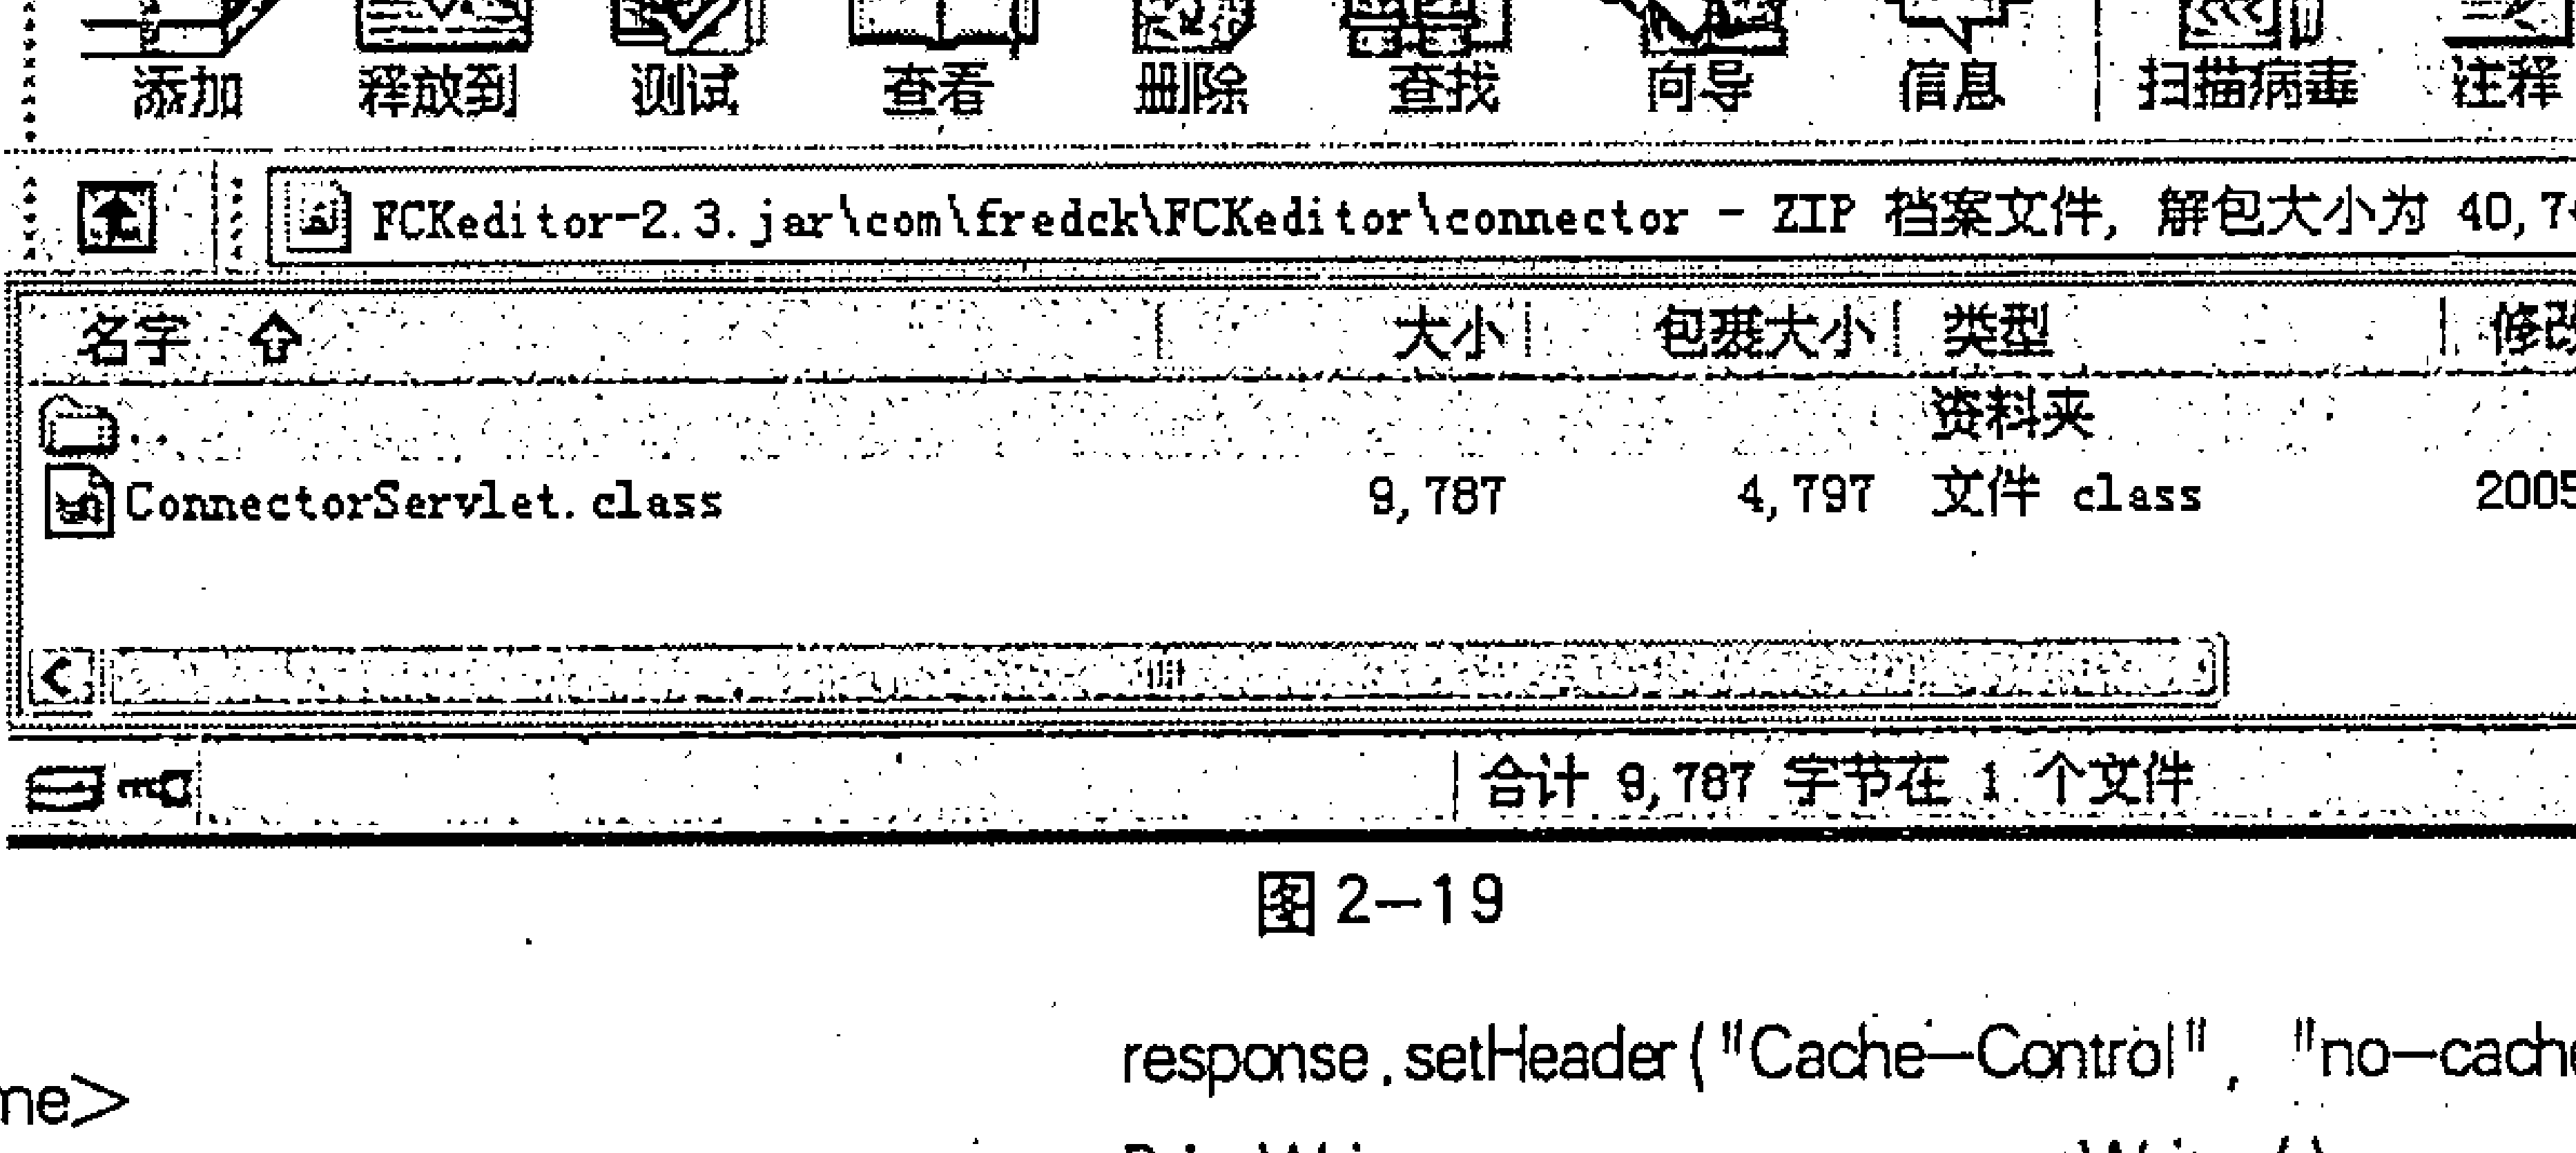 添加 释放到 测试 查看 删除 查找 向导 信息 扫描病毒 注释
FCKeditor-2.3.jar\com\fredck\FCKeditor\connector - ZIP 档案文件, 解包大小为 40,7
名字 大小 包裹大小 类型 修改
.. 资料夹
ConnectorServlet.class 9,787 4,797 文件 class 2005
合计 9,787 字节在 1 个文件
图2-19
response.setHeader("Cache-Control", "no-cache
me>